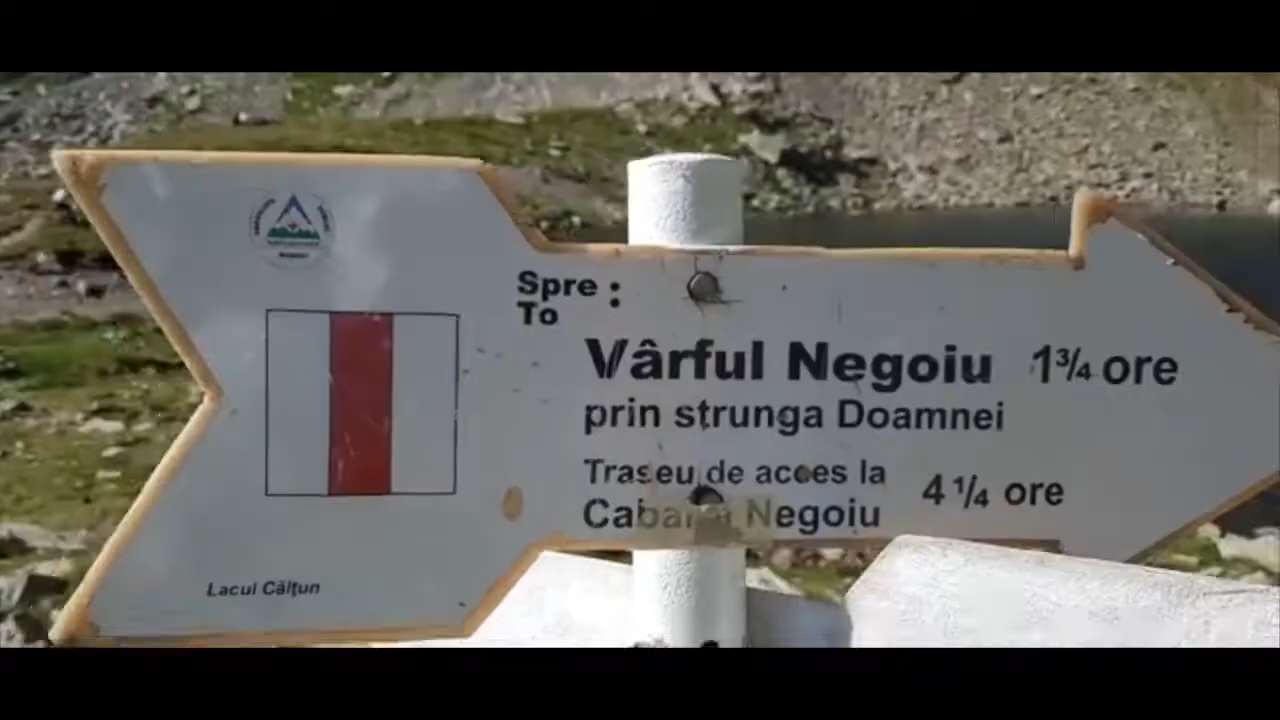 Spre :
To
Vârful Negoiu 1¾ ore
prin strunga Doamnei
Traseu de acces la
Cabana Negoiu 4 ¼ ore
Lacul Călţun